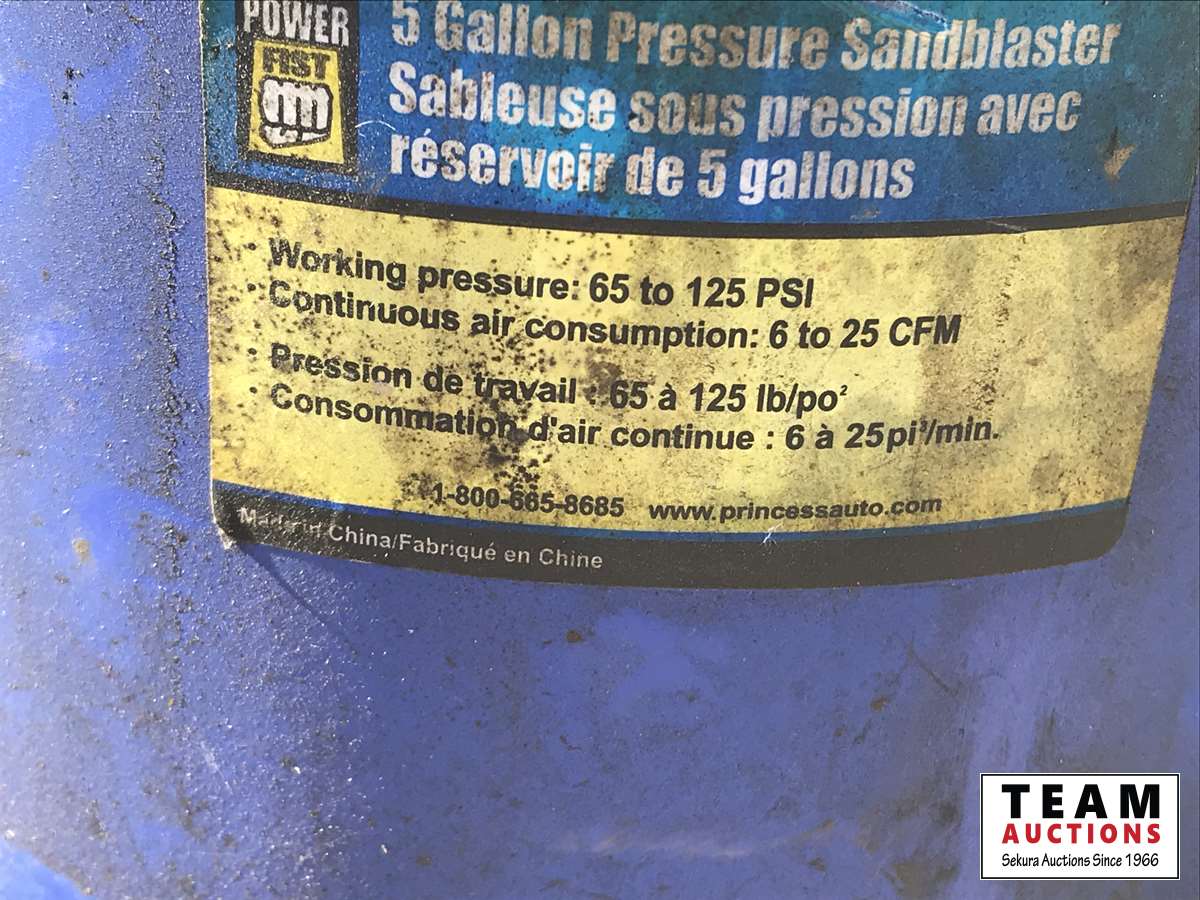 POWER
FIST
5 Gallon Pressure Sandblaster
Sableuse sous pression avec
réservoir de 5 gallons
· Working pressure: 65 to 125 PSI
· Continuous air consumption: 6 to 25 CFM
· Pression de travail : 65 à 125 lb/po²
· Consommation d'air continue : 6 à 25pi³/min.
1-800-665-8685 www.princessauto.com
Made in China/Fabriqué en Chine
TEAM
AUCTIONS
Sekura Auctions Since 1966